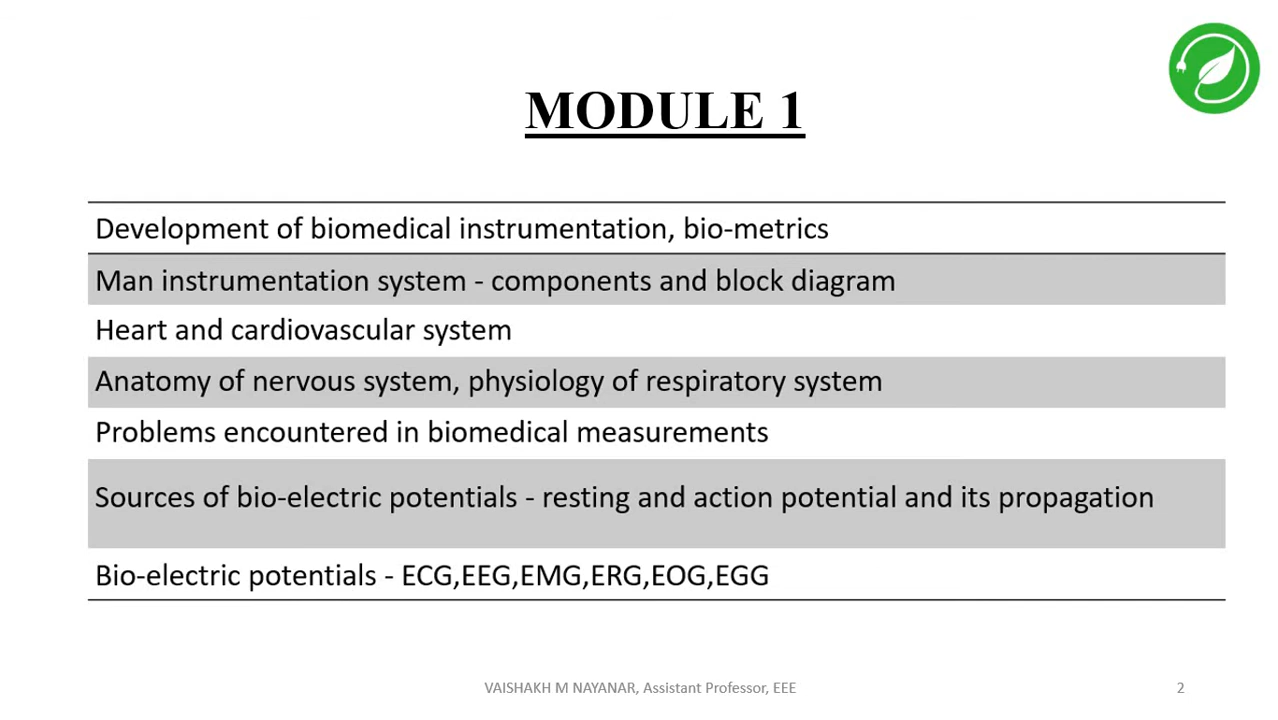 MODULE 1
Development of biomedical instrumentation, bio-metrics
Man instrumentation system - components and block diagram
Heart and cardiovascular system
Anatomy of nervous system, physiology of respiratory system
Problems encountered in biomedical measurements
Sources of bio-electric potentials - resting and action potential and its propagation
Bio-electric potentials - ECG,EEG,EMG,ERG,EOG,EGG
VAISHAKH M NAYANAR, Assistant Professor, EEE
2